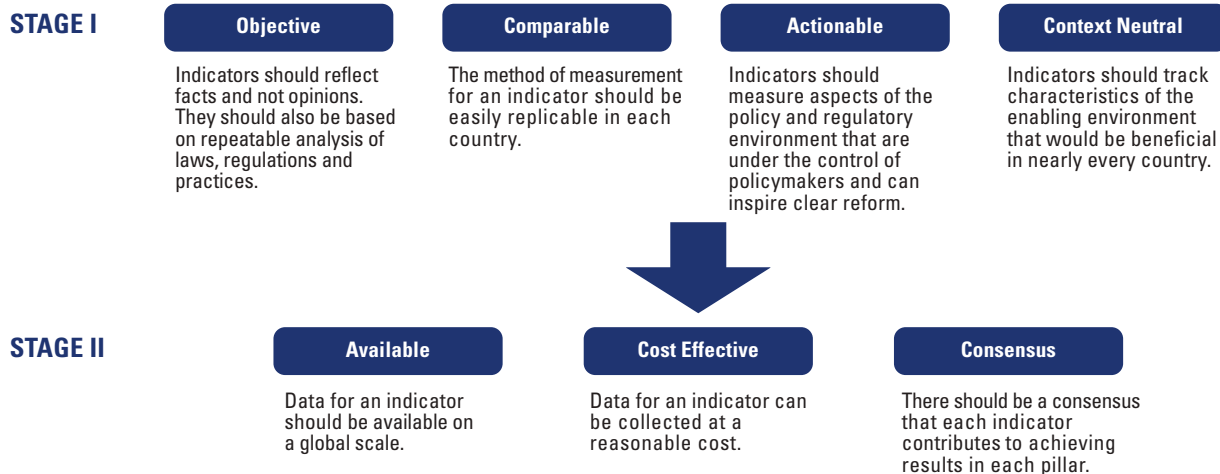 STAGE I
Objective
Indicators should reflect
facts and not opinions.
They should also be based
on repeatable analysis of
laws, regulations and
practices.
Comparable
The method of measurement
for an indicator should be
easily replicable in each
country.
Actionable
Indicators should
measure aspects of the
policy and regulatory
environment that are
under the control of
policymakers and can
inspire clear reform.
Context Neutral
Indicators should track
characteristics of the
enabling environment
that would be beneficial
in nearly every country.
STAGE II
Available
Data for an indicator
should be available on
a global scale.
Cost Effective
Data for an indicator can
be collected at a
reasonable cost.
Consensus
There should be a consensus
that each indicator
contributes to achieving
results in each pillar.